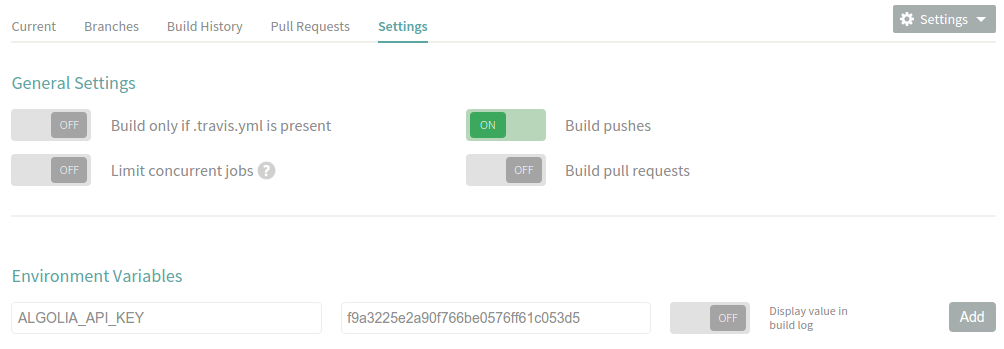 Current Branches Build History Pull Requests Settings Settings
General Settings
OFF Build only if .travis.yml is present ON Build pushes
OFF Limit concurrent jobs ? OFF Build pull requests
Environment Variables
ALGOLIA_API_KEY f9a3225e2a90f766be0576ff61c053d5 OFF Display value in
build log
Add